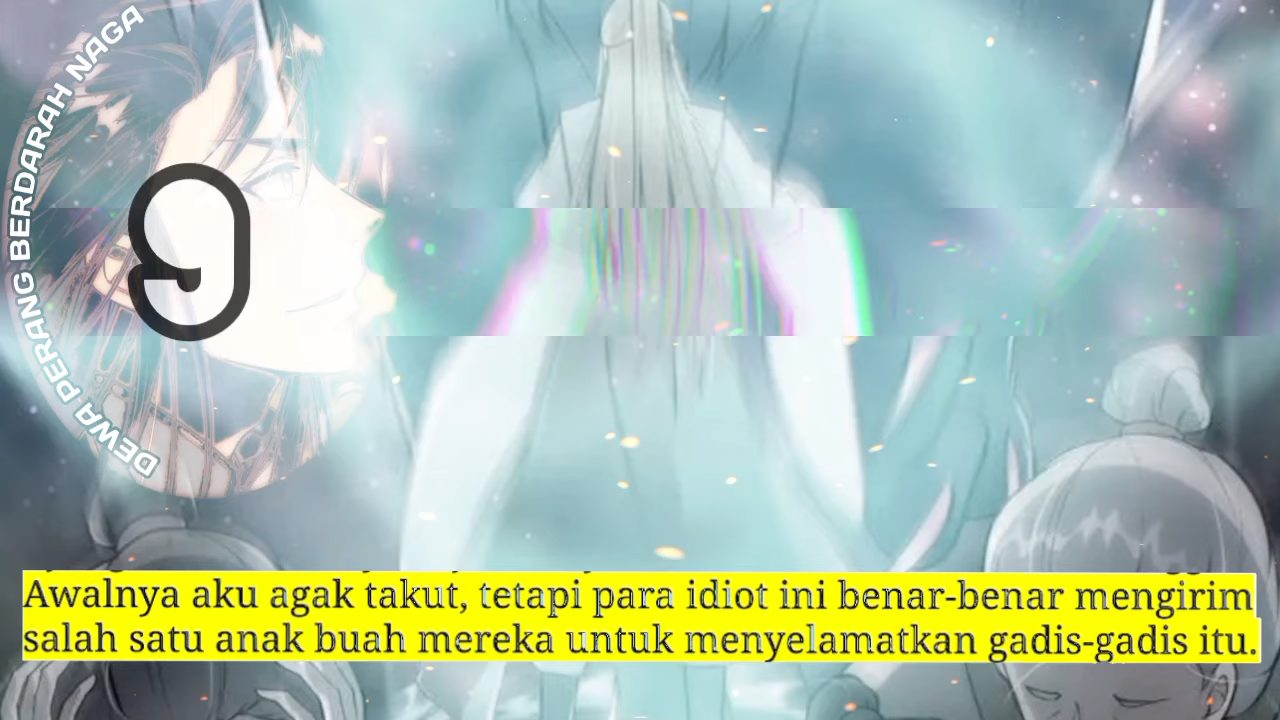 DEWA PERANG BERDARAH NAGA
Awalnya aku agak takut, tetapi para idiot ini benar-benar mengirim
salah satu anak buah mereka untuk menyelamatkan gadis-gadis itu.